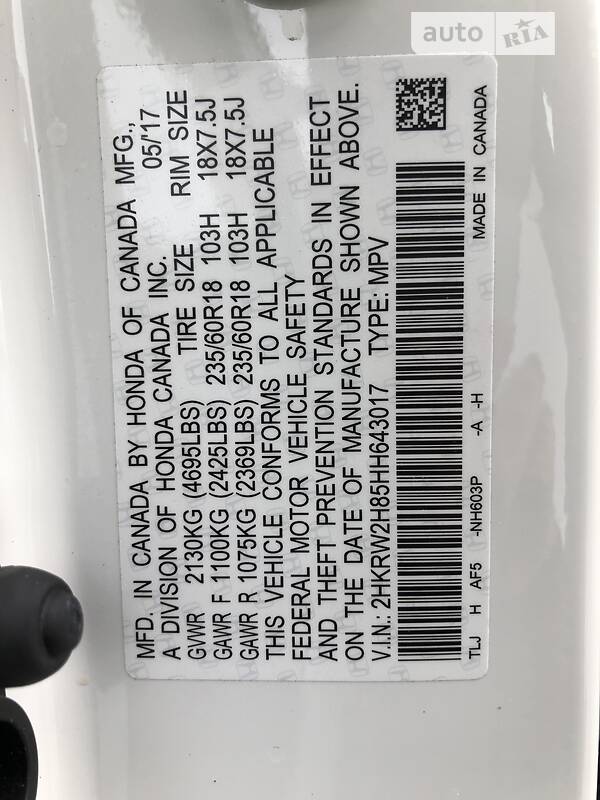 auto RIA
MFD. IN CANADA BY HONDA OF CANADA MFG.,
A DIVISION OF HONDA CANADA INC. 05/'17
GVWR 2130KG (4695LBS) TIRE SIZE RIM SIZE
GAWR F 1100KG (2425LBS) 235/60R18 103H 18X7.5J
GAWR R 1075KG (2369LBS) 235/60R18 103H 18X7.5J
THIS VEHICLE CONFORMS TO ALL APPLICABLE
FEDERAL MOTOR VEHICLE SAFETY
AND THEFT PREVENTION STANDARDS IN EFFECT
ON THE DATE OF MANUFACTURE SHOWN ABOVE.
V.I.N.: 2HKRW2H85HH643017 TYPE: MPV
TLJ H AF5 -NH603P -A -H MADE IN CANADA